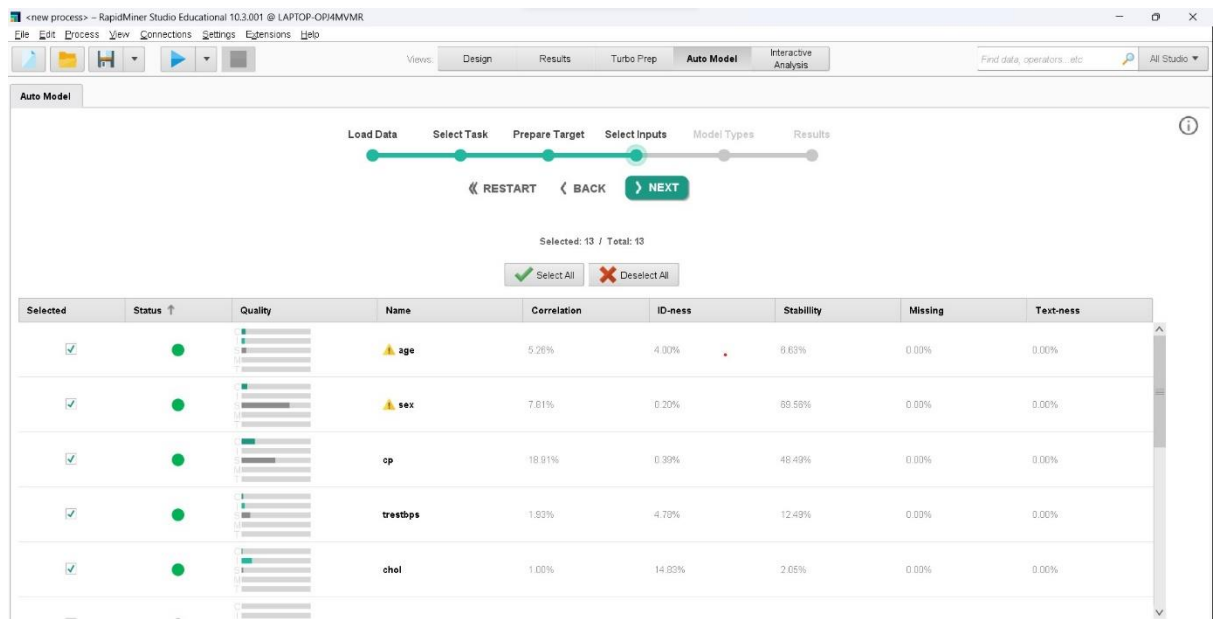 <new process> – RapidMiner Studio Educational 10.3.001 @ LAPTOP-OPJ4MVMR
File Edit Process View Connections Settings Extensions Help
Views: Design Results Turbo Prep Auto Model Interactive Analysis Find data, operators...etc All Studio ▼
Auto Model
Load Data Select Task Prepare Target Select Inputs Model Types Results
RESTART BACK NEXT
Selected: 13 / Total: 13
Select All Deselect All
Selected Status Quality Name Correlation ID-ness Stability Missing Text-ness
C I S M T age 5.26% 4.00% 6.63% 0.00% 0.00%
C I S M T sex 7.81% 0.20% 69.56% 0.00% 0.00%
C I S M T cp 18.91% 0.39% 48.49% 0.00% 0.00%
C I S M T trestbps 1.93% 4.78% 12.49% 0.00% 0.00%
C I S M T chol 1.00% 14.83% 2.05% 0.00% 0.00%